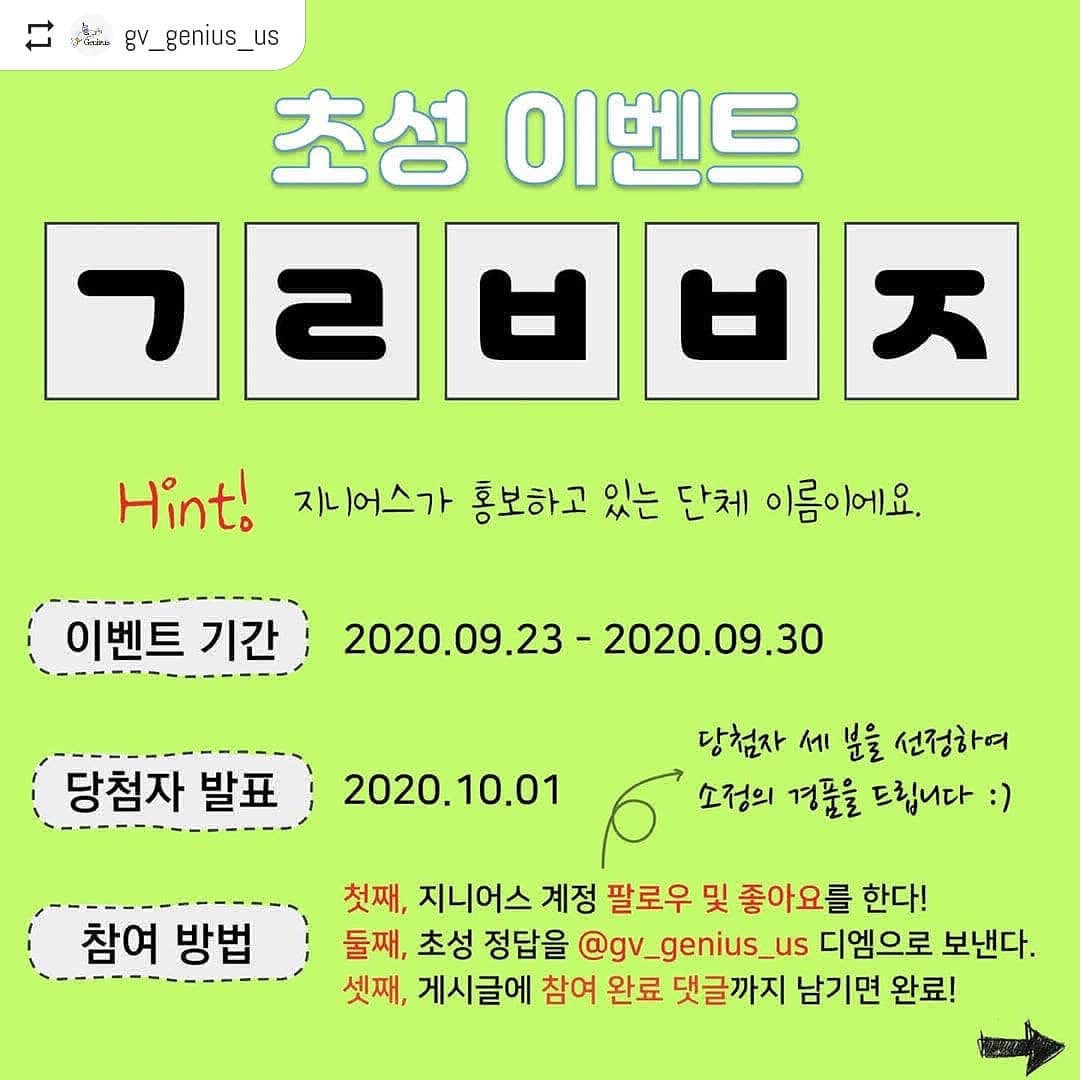 gv_genius_us
초성 이벤트
ㄱ ㄹ ㅂ ㅂ ㅈ
Hint! 지니어스가 홍보하고 있는 단체 이름이에요.
이벤트 기간 2020.09.23 - 2020.09.30
당첨자 세 분을 선정하여
소정의 경품을 드립니다 :)
당첨자 발표 2020.10.01
참여 방법
첫째, 지니어스 계정 팔로우 및 좋아요를 한다!
둘째, 초성 정답을 @gv_genius_us 디엠으로 보낸다.
셋째, 게시글에 참여 완료 댓글까지 남기면 완료!